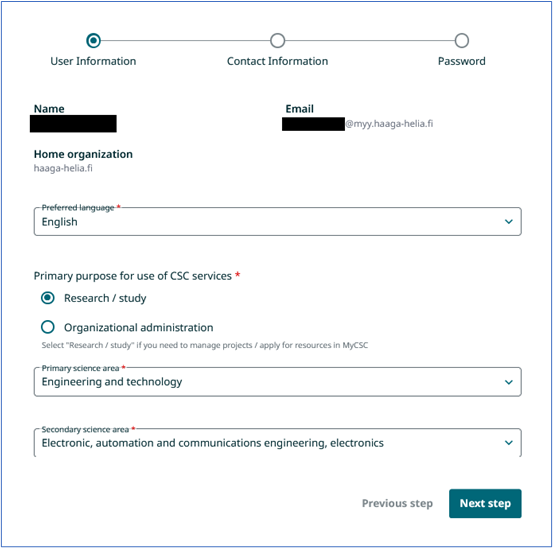 User Information
Contact Information
Password
Name
Email
@myy.haaga-helia.fi
Home organization
haaga-helia.fi
Preferred language *
English
Primary purpose for use of CSC services *
Research / study
Organizational administration
Select "Research / study" if you need to manage projects / apply for resources in MyCSC
Primary science area *
Engineering and technology
Secondary science area *
Electronic, automation and communications engineering, electronics
Previous step
Next step